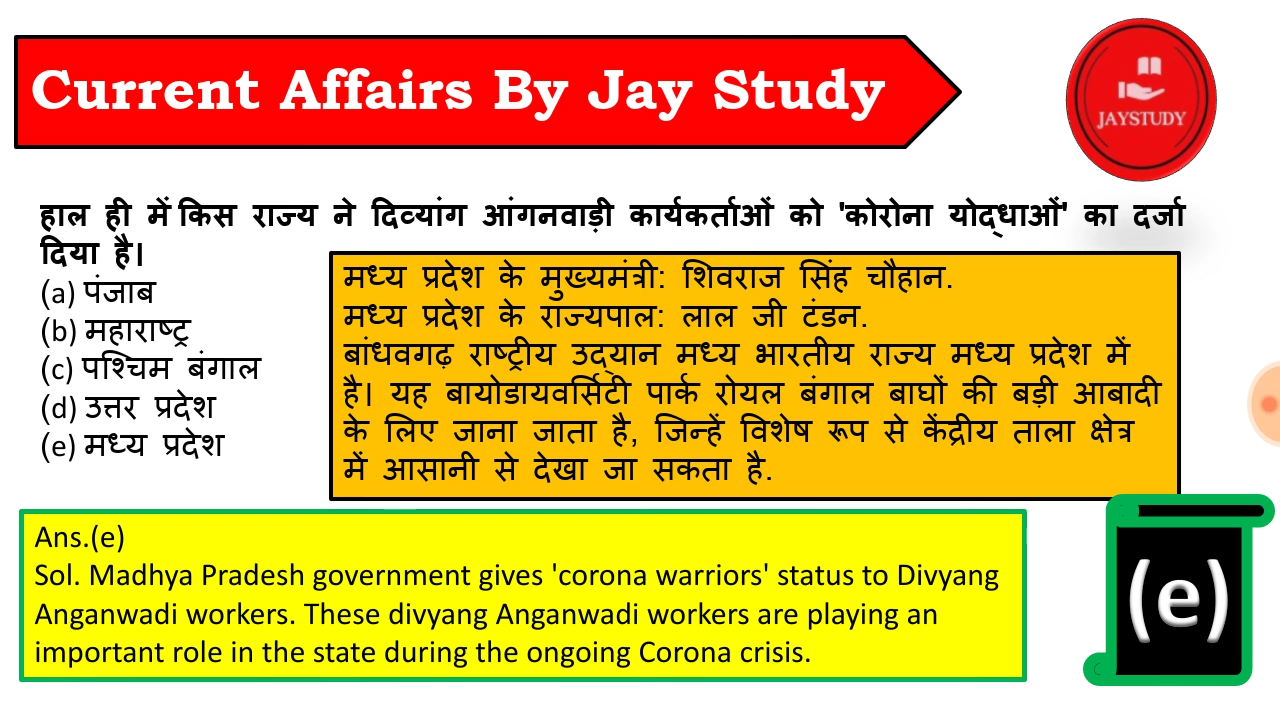 Current Affairs By Jay Study
JAYSTUDY
हाल ही में किस राज्य ने दिव्यांग आंगनवाड़ी कार्यकर्ताओं को 'कोरोना योद्धाओं' का दर्जा
दिया है।
(a) पंजाब
(b) महाराष्ट्र
(c) पश्चिम बंगाल
(d) उत्तर प्रदेश
(e) मध्य प्रदेश
मध्य प्रदेश के मुख्यमंत्री: शिवराज सिंह चौहान.
मध्य प्रदेश के राज्यपाल: लाल जी टंडन.
बांधवगढ़ राष्ट्रीय उद्यान मध्य भारतीय राज्य मध्य प्रदेश में
है। यह बायोडायवर्सिटी पार्क रोयल बंगाल बाघों की बड़ी आबादी
के लिए जाना जाता है, जिन्हें विशेष रूप से केंद्रीय ताला क्षेत्र
में आसानी से देखा जा सकता है.
Ans.(e)
Sol. Madhya Pradesh government gives 'corona warriors' status to Divyang
Anganwadi workers. These divyang Anganwadi workers are playing an
important role in the state during the ongoing Corona crisis.
(e)